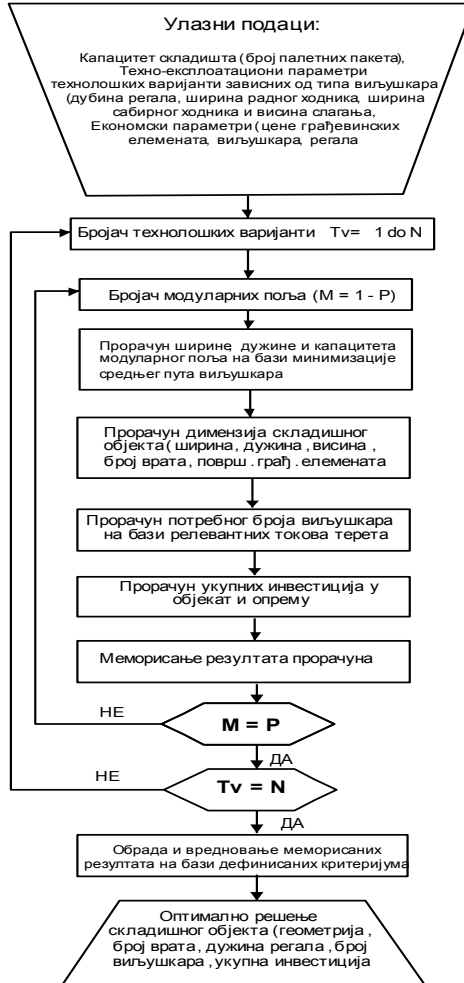 Улазни подаци:
Капацитет складишта (број палетних пакета),
Техно-експлоатациони параметри
технолошких варијанти зависних од типа виљушкара
(дубина регала, ширина радног ходника, ширина
сабирног ходника и висина слагања,
Економски параметри (цене грађевинских
елемената, виљушкара, регала
Бројач технолошких варијанти Tv= 1 do N
Бројач модуларних поља (M = 1 - P)
Прорачун ширине, дужине и капацитета
модуларног поља на бази минимизације
средњег пута виљушкара
Прорачун димензија складишног
објекта ( ширина, дужина , висина ,
број врата, површ . грађ . елемената
Прорачун потребног броја виљушкара
на бази релевантних токова терета
Прорачун укупних инвестиција у
објекат и опрему
Меморисање резултата прорачуна
НЕ
M = P
ДА
НЕ
Tv = N
ДА
Обрада и вредновање меморисаних
резултата на бази дефинисаних критеријума
Оптимално решење
складишног објекта (геометрија ,
број врата, дужина регала , број
виљушкара , укупна инвестиција